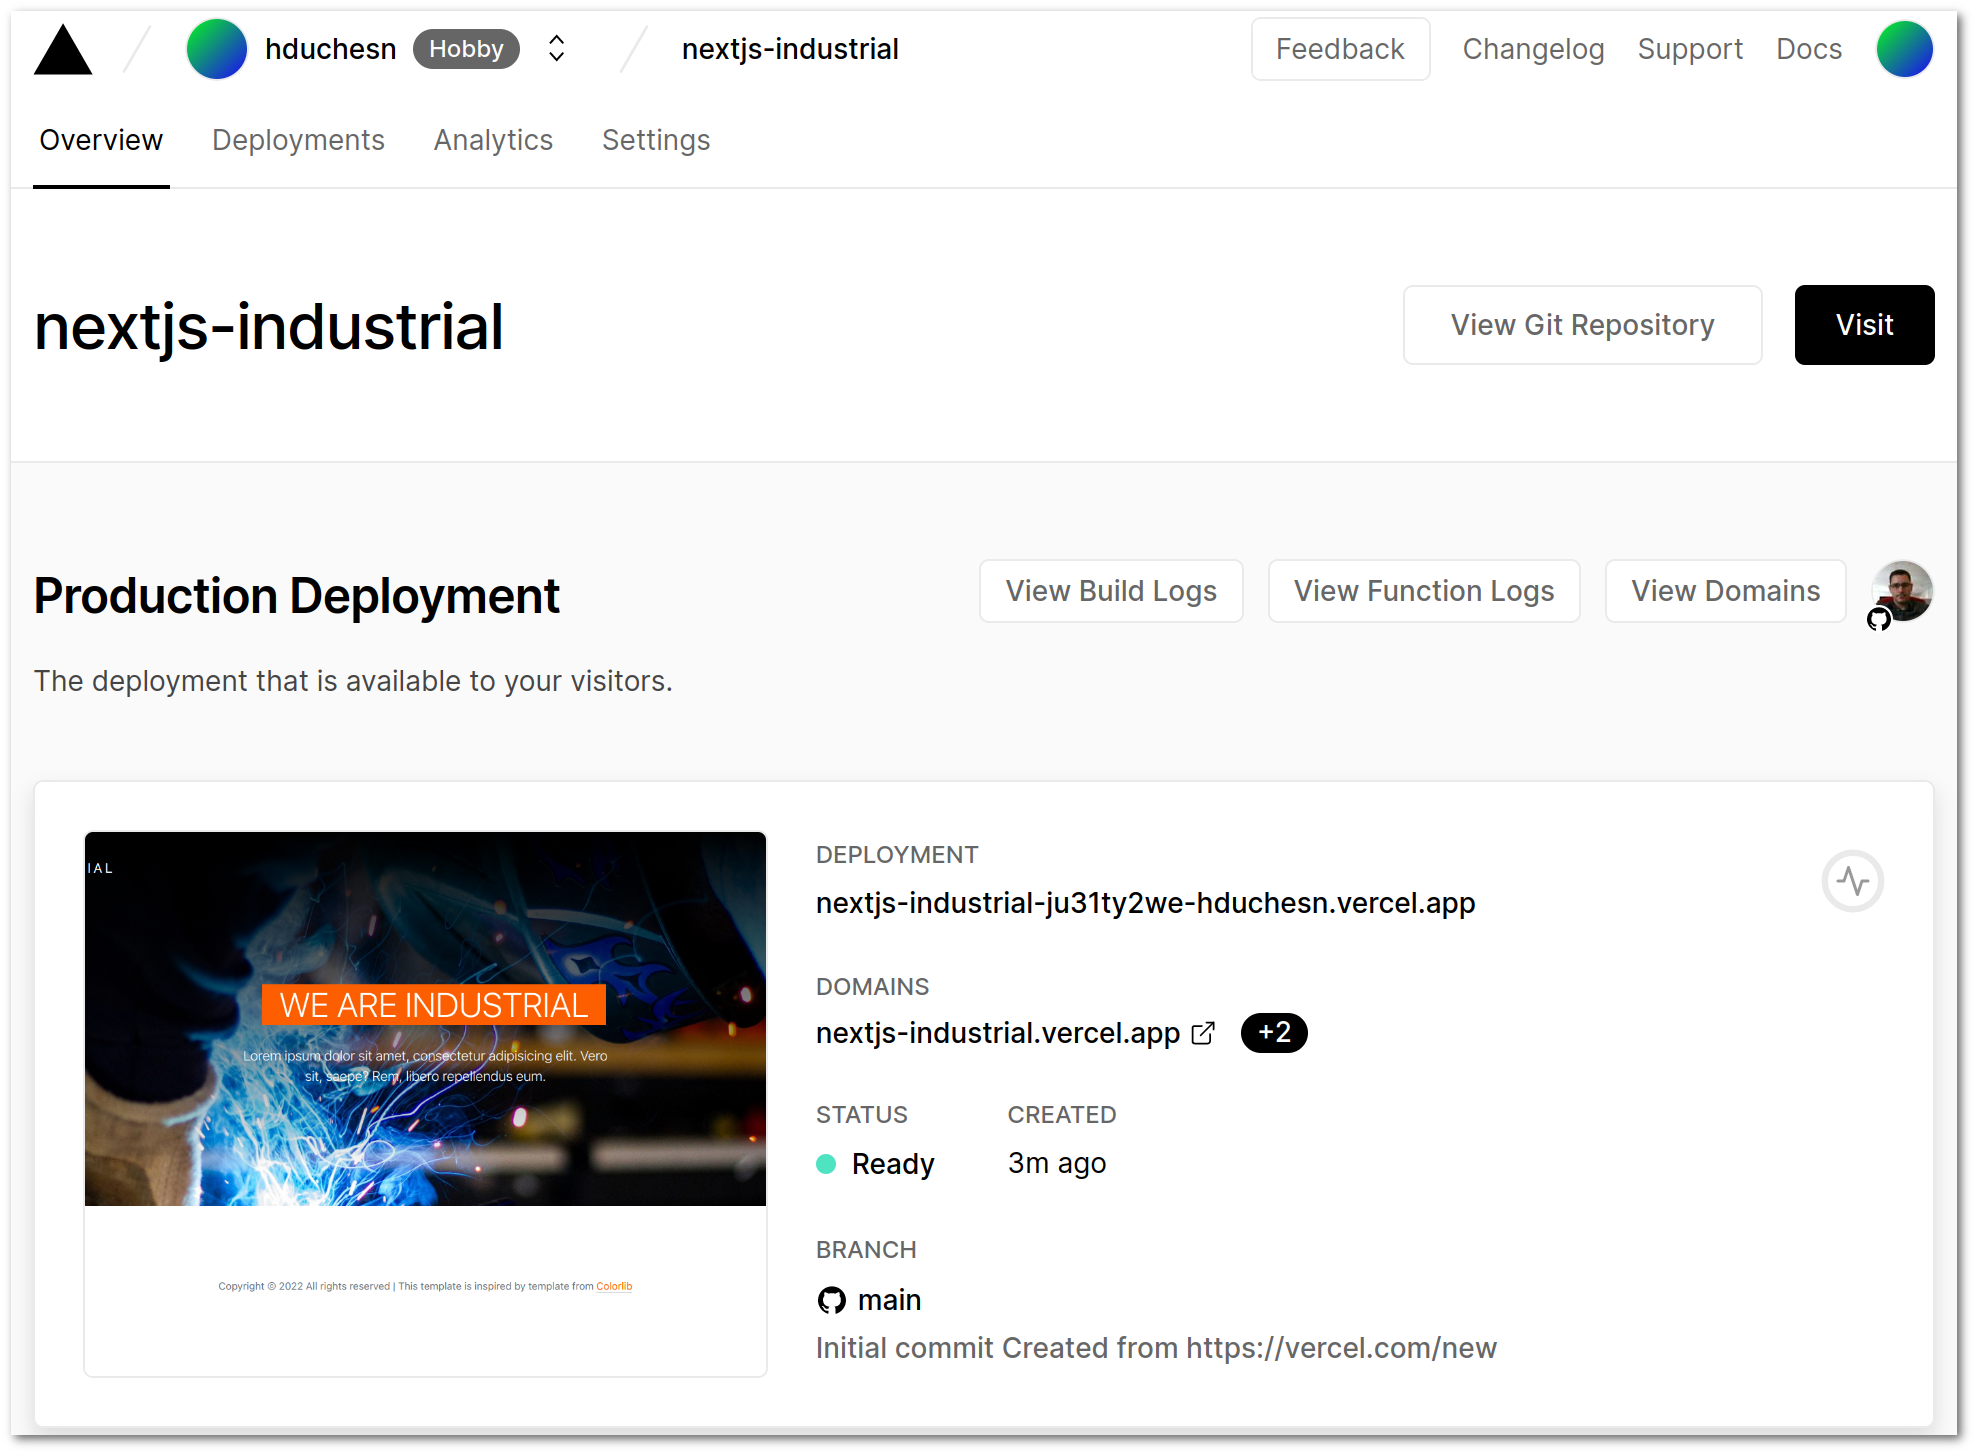 hduchesn Hobby nextjs-industrial Feedback Changelog Support Docs
Overview Deployments Analytics Settings
nextjs-industrial View Git Repository Visit
Production Deployment View Build Logs View Function Logs View Domains
The deployment that is available to your visitors.
IAL
WE ARE INDUSTRIAL
Lorem ipsum dolor sit amet, consectetur adipisicing elit. Vero
sit, saepe? Rem, libero repellendus eum.
Copyright © 2022 All rights reserved | This template is inspired by template from Colorlib
DEPLOYMENT
nextjs-industrial-ju31ty2we-hduchesn.vercel.app
DOMAINS
nextjs-industrial.vercel.app +2
STATUS CREATED
Ready 3m ago
BRANCH
main
Initial commit Created from https://vercel.com/new